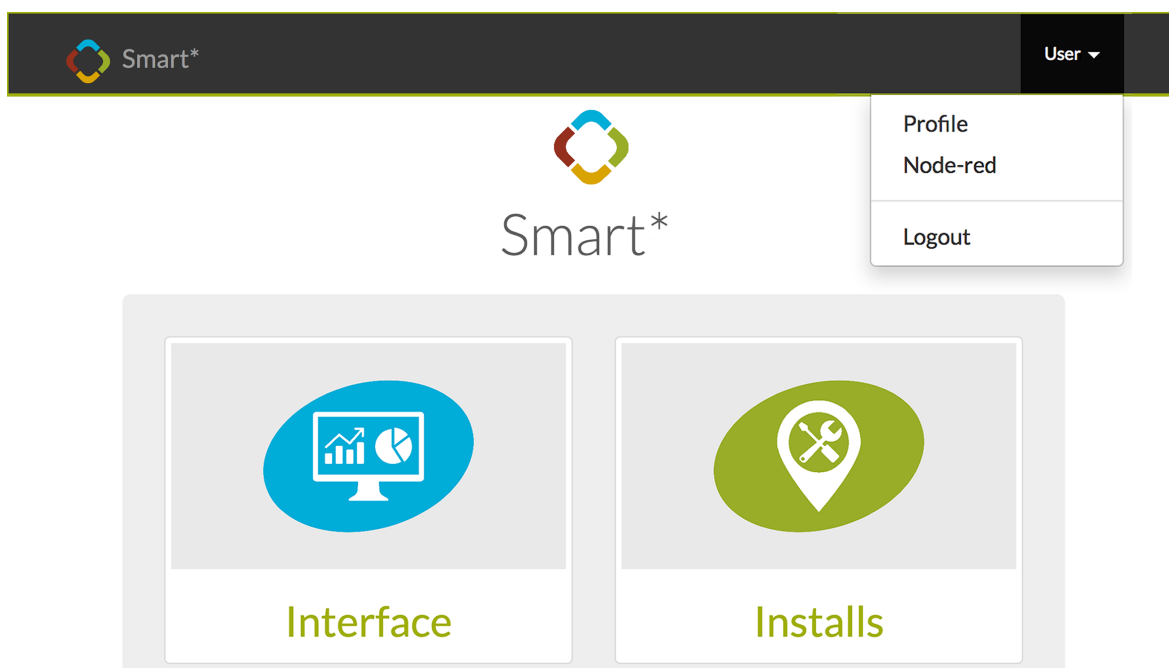 Smart*
User
Profile
Node-red
Logout
Smart*
Interface
Installs